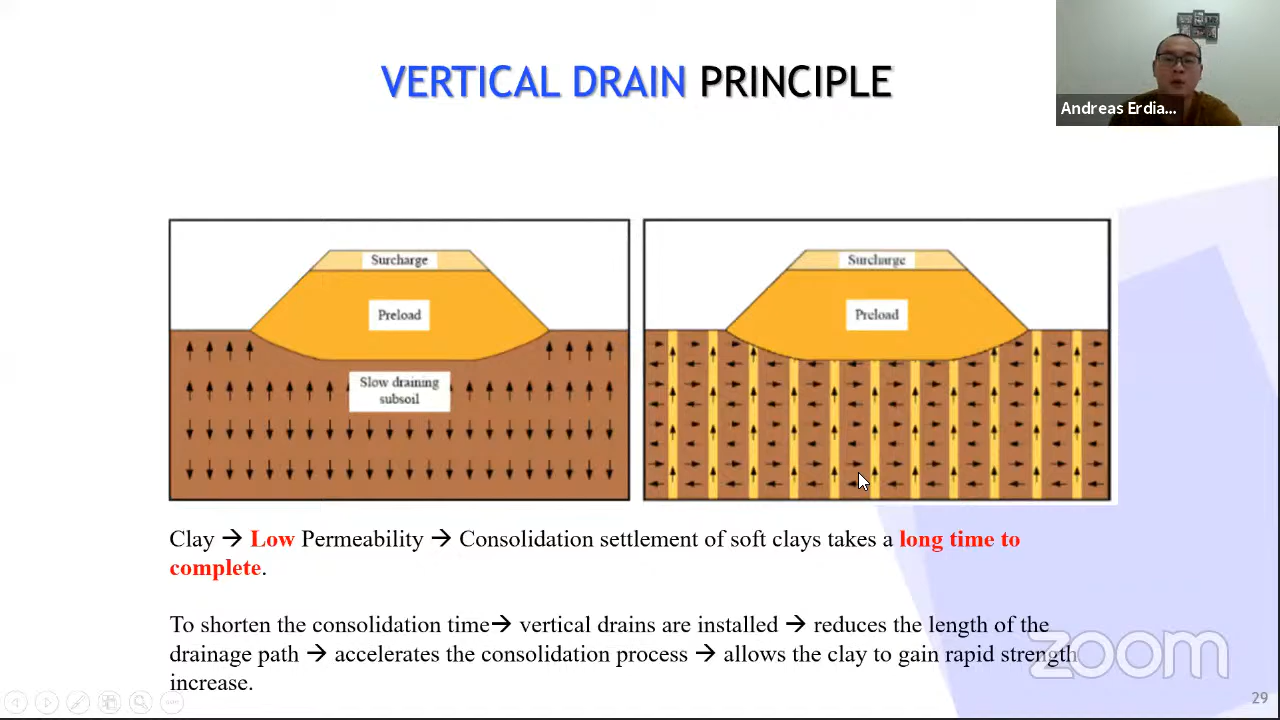 VERTICAL DRAIN PRINCIPLE
Andreas Erdia...
Surcharge
Preload
Slow draining
subsoil
Surcharge
Preload
Clay → Low Permeability → Consolidation settlement of soft clays takes a long time to
complete.
To shorten the consolidation time→ vertical drains are installed → reduces the length of the
drainage path → accelerates the consolidation process → allows the clay to gain rapid strength
increase.
zoom
29